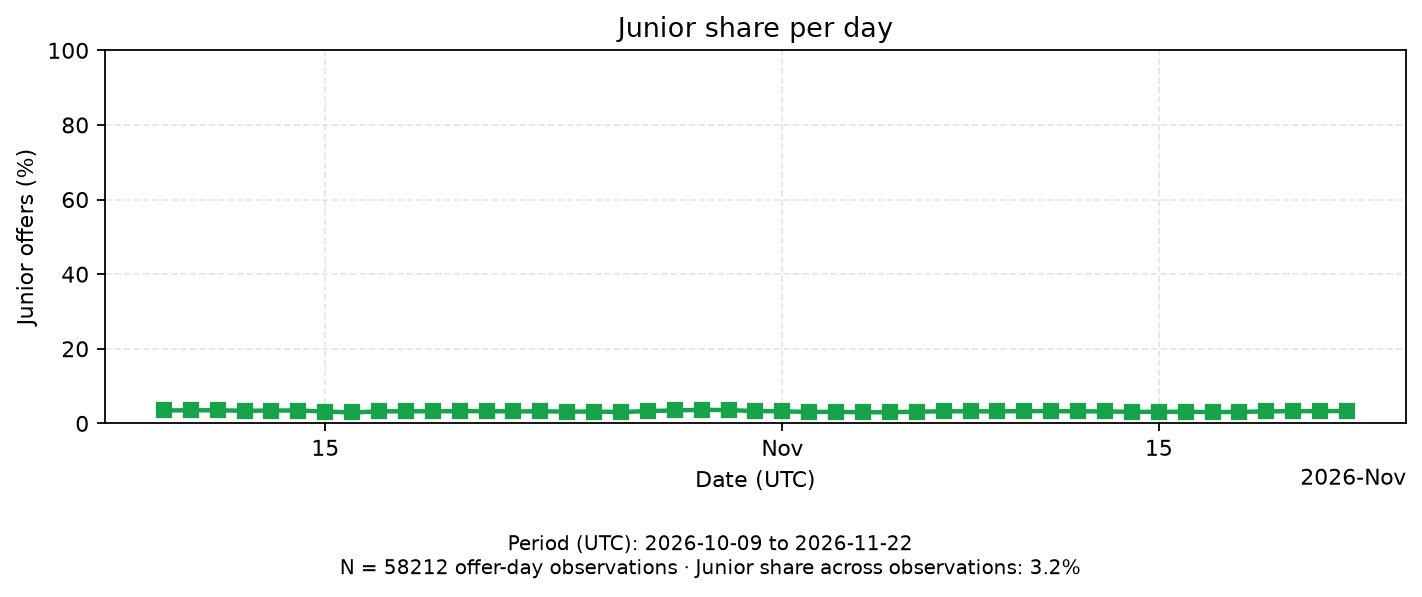 Junior share per day
100
80
60
40
20
0
Junior offers (%)
15
Nov
15
Date (UTC)
2026-Nov
Period (UTC): 2026-10-09 to 2026-11-22
N = 58212 offer-day observations · Junior share across observations: 3.2%